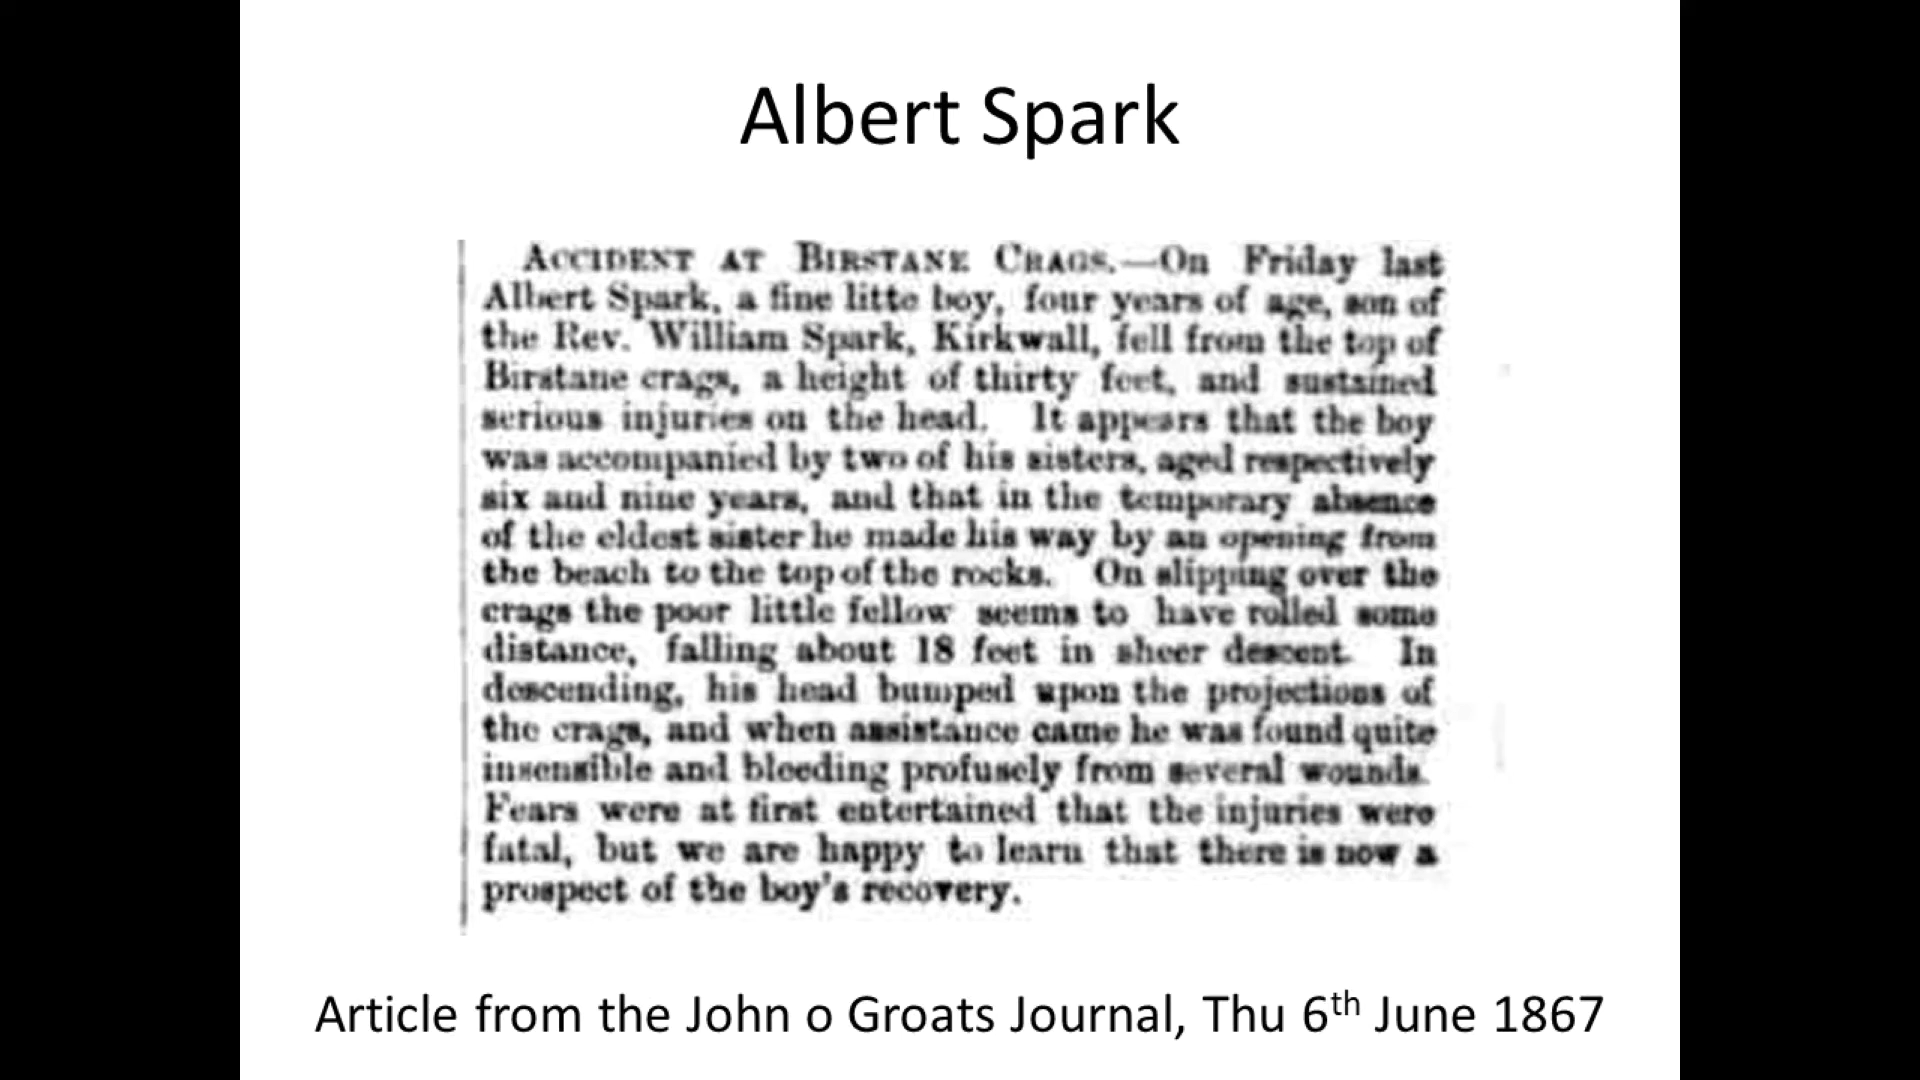 Albert Spark
ACCIDENT AT BIRSTANE CRAGS.—On Friday last
Albert Spark, a fine litte boy, four years of age, son of
the Rev. William Spark, Kirkwall, fell from the top of
Birstane crags, a height of thirty feet, and sustained
serious injuries on the head. It appears that the boy
was accompanied by two of his sisters, aged respectively
six and nine years, and that in the temporary absence
of the eldest sister he made his way by an opening from
the beach to the top of the rocks. On slipping over the
crags the poor little fellow seems to have rolled some
distance, falling about 18 feet in sheer descent. In
descending, his head bumped upon the projections of
the crags, and when assistance came he was found quite
insensible and bleeding profusely from several wounds.
Fears were at first entertained that the injuries were
fatal, but we are happy to learn that there is now a
prospect of the boy's recovery.
Article from the John o Groats Journal, Thu 6th June 1867